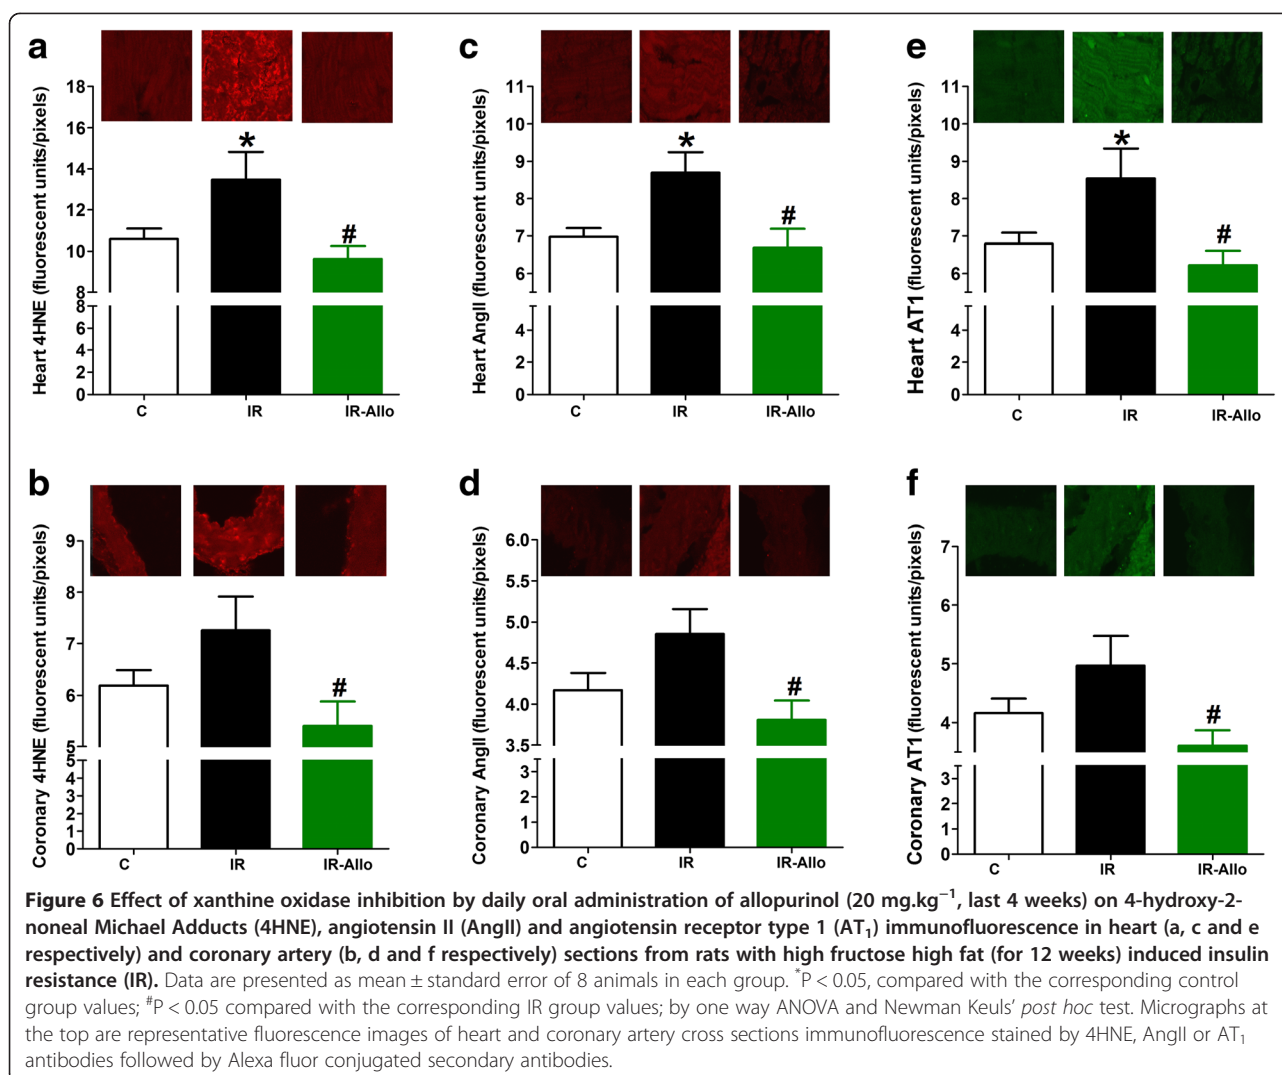 a
Heart 4HNE (fluorescent units/pixels)
18
16
14
12
10
8
8
6
4
2
0
*
#
C IR IR-Allo
c
Heart AngII (fluorescent units/pixels)
11
10
9
8
7
6
4
2
0
*
#
C IR IR-Allo
e
Heart AT1 (fluorescent units/pixels)
11
10
9
8
7
6
4
2
0
*
#
C IR IR-Allo
b
Coronary 4HNE (fluorescent units/pixels)
9
8
7
6
5
5
4
3
2
1
0
#
C IR IR-Allo
d
Coronary AngII (fluorescent units/pixels)
6.0
5.5
5.0
4.5
4.0
3.5
3
2
1
0
#
C IR IR-Allo
f
Coronary AT1 (fluorescent units/pixels)
7
6
5
4
3
2
1
0
#
C IR IR-Allo
Figure 6 Effect of xanthine oxidase inhibition by daily oral administration of allopurinol (20 mg.kg⁻¹, last 4 weeks) on 4-hydroxy-2-
noneal Michael Adducts (4HNE), angiotensin II (AngII) and angiotensin receptor type 1 (AT₁) immunofluorescence in heart (a, c and e
respectively) and coronary artery (b, d and f respectively) sections from rats with high fructose high fat (for 12 weeks) induced insulin
resistance (IR). Data are presented as mean ± standard error of 8 animals in each group. *P < 0.05, compared with the corresponding control
group values; #P < 0.05 compared with the corresponding IR group values; by one way ANOVA and Newman Keuls’ post hoc test. Micrographs at
the top are representative fluorescence images of heart and coronary artery cross sections immunofluorescence stained by 4HNE, AngII or AT₁
antibodies followed by Alexa fluor conjugated secondary antibodies.